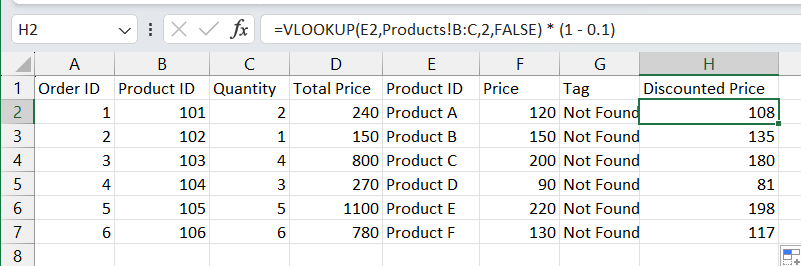 H2 fx =VLOOKUP(E2,Products!B:C,2,FALSE) * (1 - 0.1)
A B C D E F G H
1 Order ID Product ID Quantity Total Price Product ID Price Tag Discounted Price
2 1 101 2 240 Product A 120 Not Found 108
3 2 102 1 150 Product B 150 Not Found 135
4 3 103 4 800 Product C 200 Not Found 180
5 4 104 3 270 Product D 90 Not Found 81
6 5 105 5 1100 Product E 220 Not Found 198
7 6 106 6 780 Product F 130 Not Found 117
8